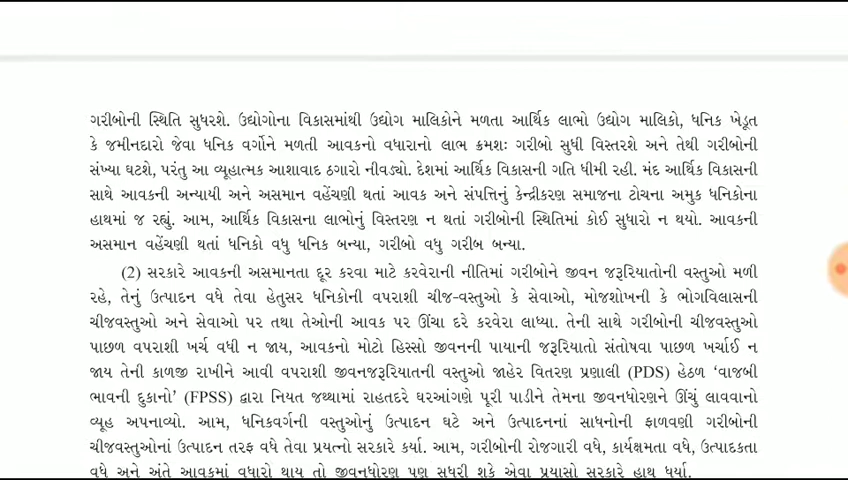 ગરીબોની સ્થિતિ સુધરશે. ઉદ્યોગોના વિકાસમાંથી ઉદ્યોગ માલિકોને મળતા આર્થિક લાભો ઉદ્યોગ માલિકો, ધનિક ખેડૂત
કે જમીનદારો જેવા ધનિક વર્ગોને મળતી આવકનો વધારાનો લાભ ક્રમશઃ ગરીબો સુધી વિસ્તરશે અને તેથી ગરીબોની
સંખ્યા ઘટશે, પરંતુ આ વ્યૂહાત્મક આશાવાદ ઠગારો નીવડ્યો. દેશમાં આર્થિક વિકાસની ગતિ ધીમી રહી. મંદ આર્થિક વિકાસની
સાથે આવકની અન્યાયી અને અસમાન વહેંચણી થતાં આવક અને સંપત્તિનું કેન્દ્રીકરણ સમાજના ટોચના અમુક ધનિકોના
હાથમાં જ રહ્યું. આમ, આર્થિક વિકાસના લાભોનું વિસ્તરણ ન થતાં ગરીબોની સ્થિતિમાં કોઈ સુધારો ન થયો. આવકની
અસમાન વહેંચણી થતાં ધનિકો વધુ ધનિક બન્યા, ગરીબો વધુ ગરીબ બન્યા.
(2) સરકારે આવકની અસમાનતા દૂર કરવા માટે કરવેરાની નીતિમાં ગરીબોને જીવન જરૂરિયાતોની વસ્તુઓ મળી
રહે, તેનું ઉત્પાદન વધે તેવા હેતુસર ધનિકોની વપરાશી ચીજ-વસ્તુઓ કે સેવાઓ, મોજશોખની કે ભોગવિલાસની
ચીજવસ્તુઓ અને સેવાઓ પર તથા તેઓની આવક પર ઊંચા દરે કરવેરા લાધ્યા. તેની સાથે ગરીબોની ચીજવસ્તુઓ
પાછળ વપરાશી ખર્ચ વધી ન જાય, આવકનો મોટો હિસ્સો જીવનની પાયાની જરૂરિયાતો સંતોષવા પાછળ ખર્ચાઈ ન
જાય તેની કાળજી રાખીને આવી વપરાશી જીવનજરૂરિયાતની વસ્તુઓ જાહેર વિતરણ પ્રણાલી (PDS) હેઠળ ‘વાજબી
ભાવની દુકાનો’ (FPSS) દ્વારા નિયત જથ્થામાં રાહતદરે ઘરઆંગણે પૂરી પાડીને તેમના જીવનધોરણને ઊંચું લાવવાનો
વ્યૂહ અપનાવ્યો. આમ, ધનિકવર્ગની વસ્તુઓનું ઉત્પાદન ઘટે અને ઉત્પાદનનાં સાધનોની ફાળવણી ગરીબોની
ચીજવસ્તુઓનાં ઉત્પાદન તરફ વધે તેવા પ્રયત્નો સરકારે કર્યા. આમ, ગરીબોની રોજગારી વધે, કાર્યક્ષમતા વધે, ઉત્પાદકતા
વધે અને અંતે આવકમાં વધારો થાય તો જીવનધોરણ પણ સુધરી શકે એવા પ્રયાસો સરકારે હાથ ધર્યા.